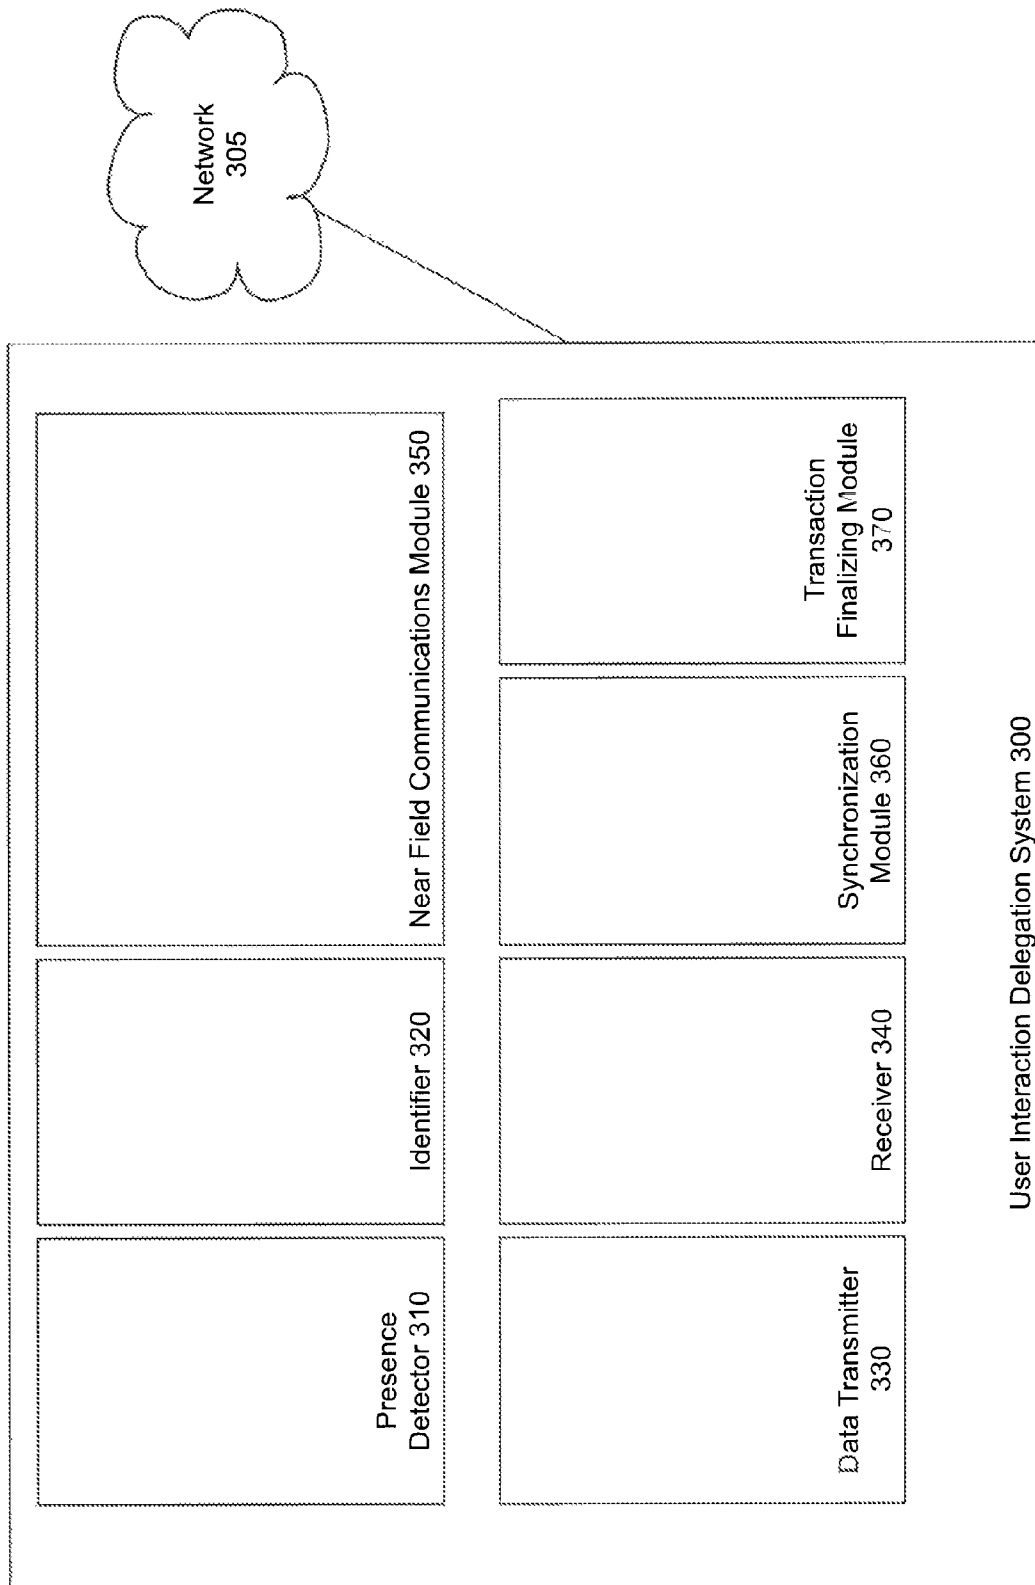 Network
305
Presence
Detector 310
Identifier 320
Near Field Communications Module 350
Data Transmitter
330
Receiver 340
Synchronization
Module 360
Transaction
Finalizing Module
370
User Interaction Delegation System 300